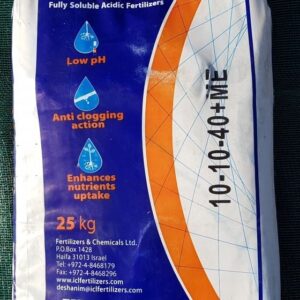 Fully Soluble Acidic Fertilizers
Low pH
Anti clogging
action
Enhances
nutrients
uptake
25 kg
Fertilizers & Chemicals Ltd.
P.O.Box 1428
Haifa 31013 Israel
Tel: +972-4-8468179
Fax: +972-4-8468296
deshanim@iclfertilizers.com
www.iclfertilizers.com
10-10-40+ME